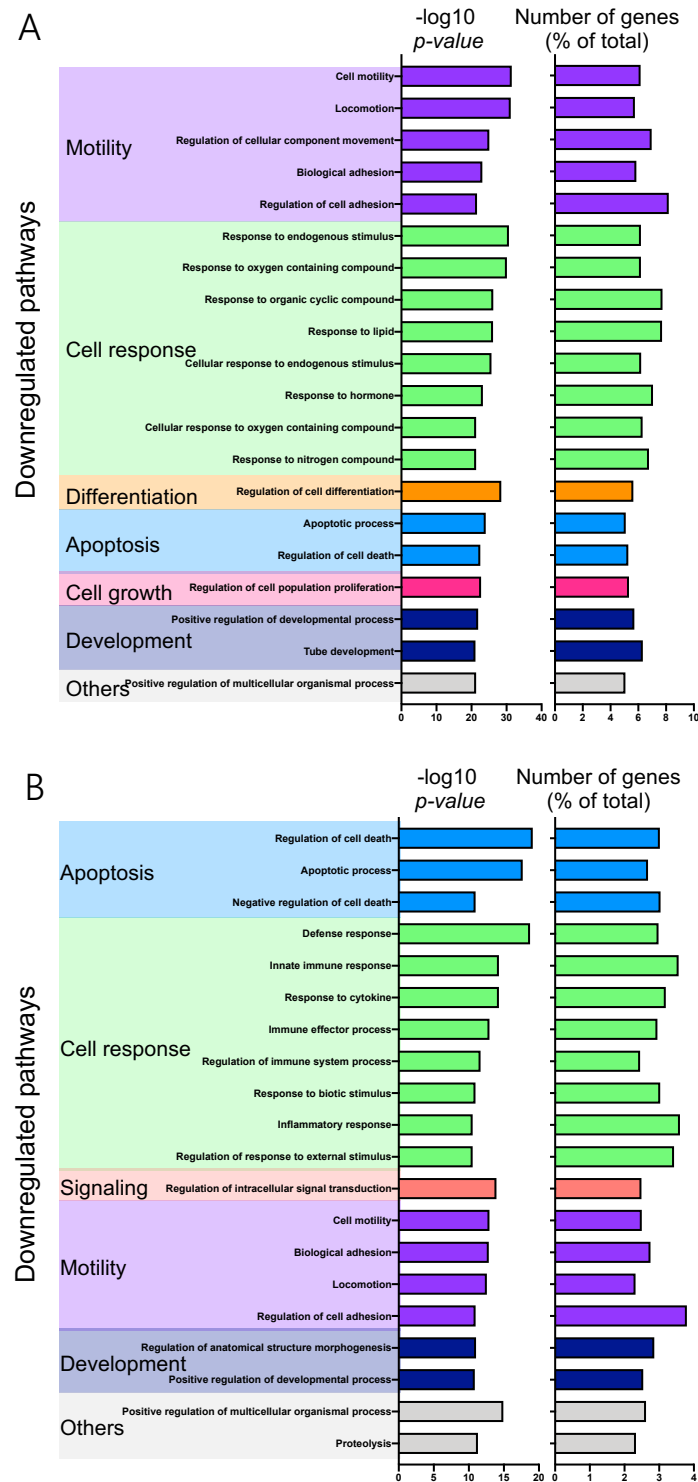 A
-log10
p-value
Number of genes
(% of total)
Downregulated pathways
Motility
Cell motility
Locomotion
Regulation of cellular component movement
Biological adhesion
Regulation of cell adhesion
Cell response
Response to endogenous stimulus
Response to oxygen containing compound
Response to organic cyclic compound
Response to lipid
Cellular response to endogenous stimulus
Response to hormone
Cellular response to oxygen containing compound
Response to nitrogen compound
Differentiation
Regulation of cell differentiation
Apoptosis
Apoptotic process
Regulation of cell death
Cell growth
Regulation of cell population proliferation
Development
Positive regulation of developmental process
Tube development
Others
Positive regulation of multicellular organismal process
0 10 20 30 40
0 2 4 6 8 10
B
-log10
p-value
Number of genes
(% of total)
Downregulated pathways
Apoptosis
Regulation of cell death
Apoptotic process
Negative regulation of cell death
Cell response
Defense response
Innate immune response
Response to cytokine
Immune effector process
Regulation of immune system process
Response to biotic stimulus
Inflammatory response
Regulation of response to external stimulus
Signaling
Regulation of intracellular signal transduction
Motility
Cell motility
Biological adhesion
Locomotion
Regulation of cell adhesion
Development
Regulation of anatomical structure morphogenesis
Positive regulation of developmental process
Others
Positive regulation of multicellular organismal process
Proteolysis
0 5 10 15 20
0 1 2 3 4